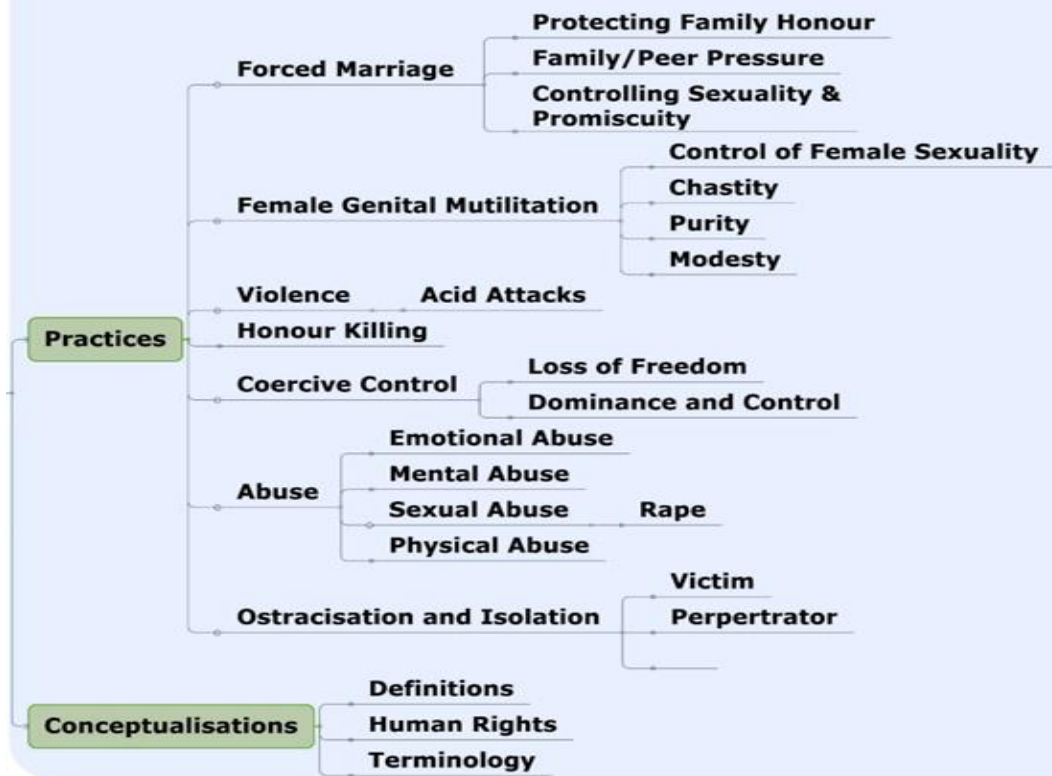 Protecting Family Honour
Forced Marriage
Family/Peer Pressure
Controlling Sexuality &
Promiscuity
Control of Female Sexuality
Chastity
Female Genital Mutilitation
Purity
Modesty
Violence
Acid Attacks
Practices
Honour Killing
Coercive Control
Loss of Freedom
Dominance and Control
Emotional Abuse
Mental Abuse
Abuse
Sexual Abuse
Rape
Physical Abuse
Victim
Ostracisation and Isolation
Perpertrator
Definitions
Conceptualisations
Human Rights
Terminology